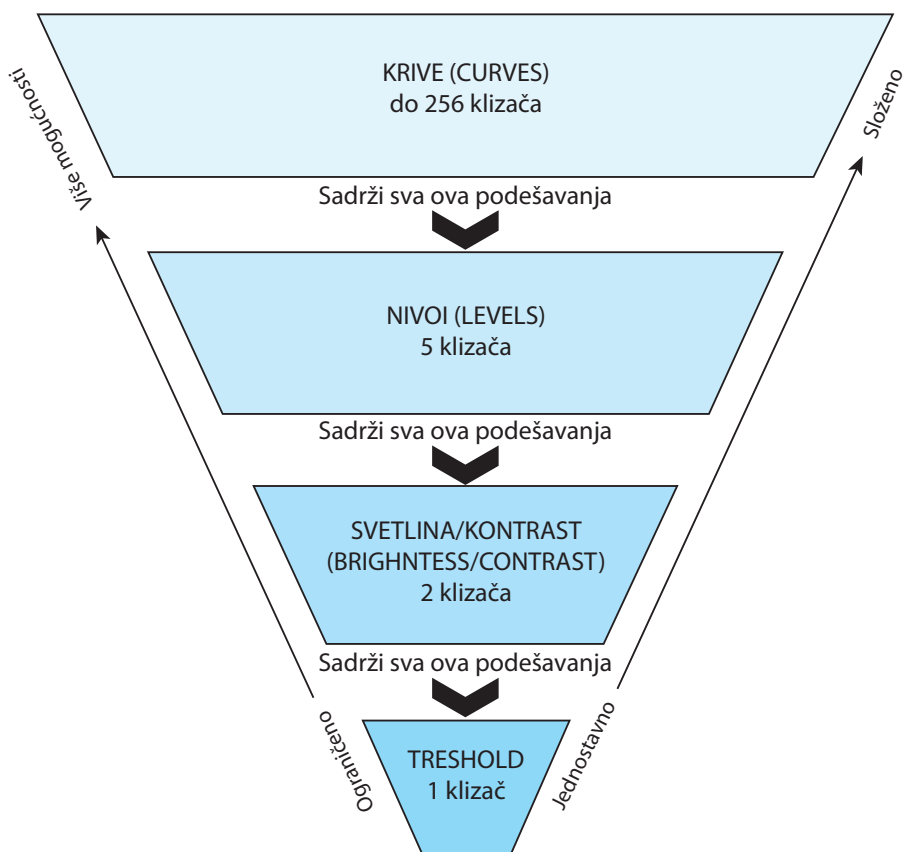 KRIVE (CURVES)
do 256 klizača
Više mogućnosti
Složeno
Sadrži sva ova podešavanja
NIVOI (LEVELS)
5 klizača
Sadrži sva ova podešavanja
SVETLINA/KONTRAST
(BRIGHNTESS/CONTRAST)
2 klizača
Sadrži sva ova podešavanja
Ograničeno
Jednostavno
TRESHOLD
1 klizač